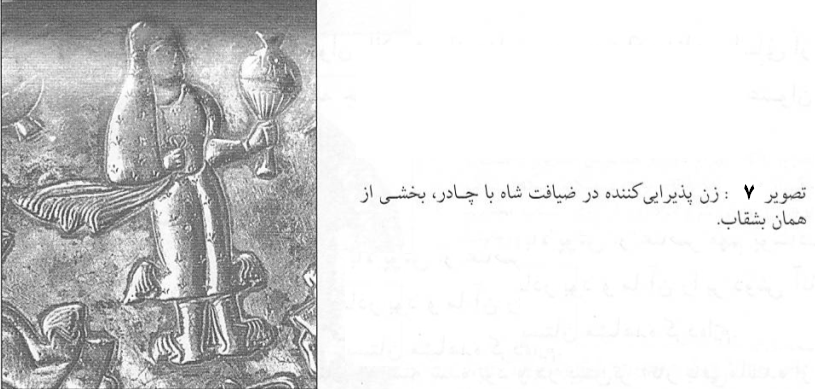 تصویر ۷ : زن پذیرایی‌کننده در ضیافت شاه با چادر، بخشی از
همان بشقاب.